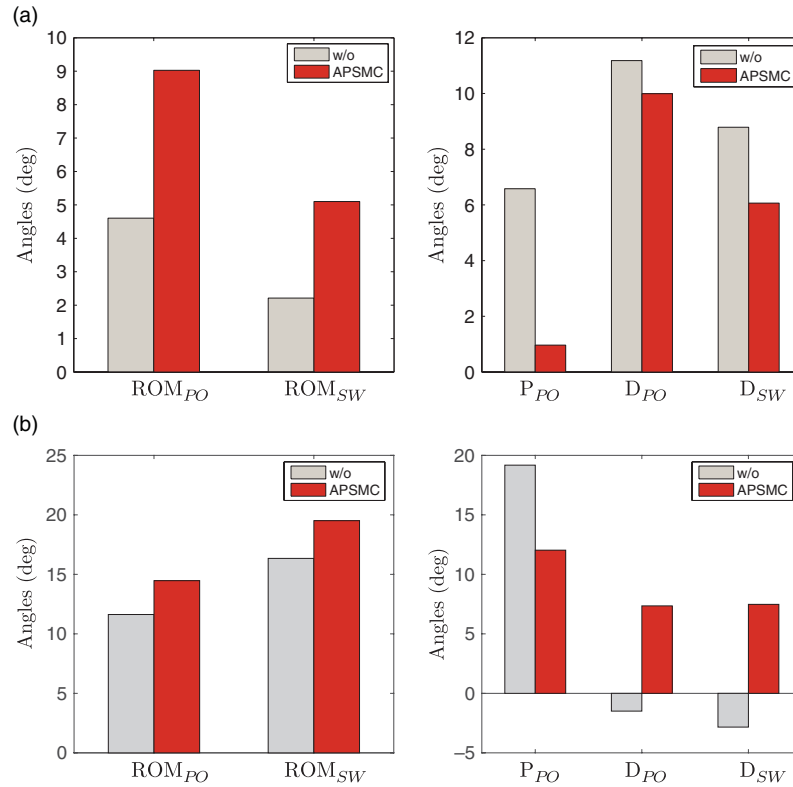 (a)
10
9
8
7
6
5
4
3
2
1
0
Angles (deg)
w/o
APSMC
ROM_PO
ROM_SW
12
10
8
6
4
2
0
Angles (deg)
w/o
APSMC
P_PO
D_PO
D_SW
(b)
25
20
15
10
5
0
Angles (deg)
w/o
APSMC
ROM_PO
ROM_SW
20
15
10
5
0
−5
Angles (deg)
w/o
APSMC
P_PO
D_PO
D_SW